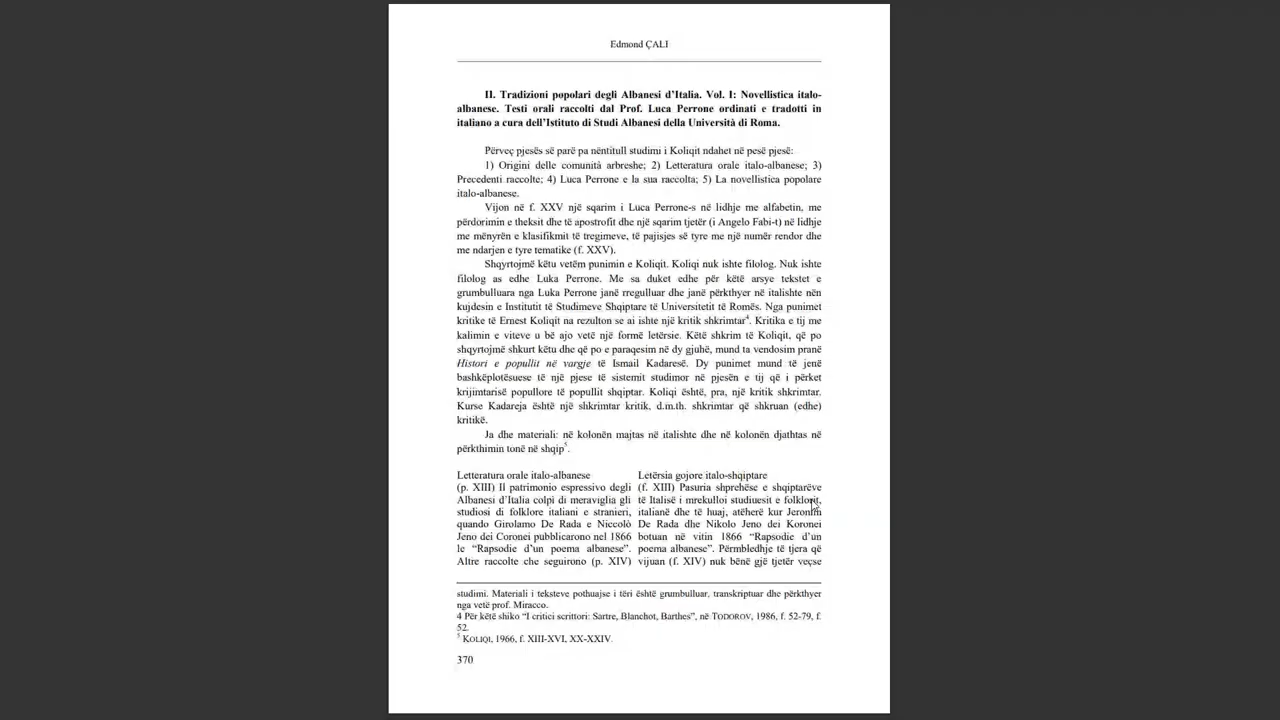 Edmond ÇALI
II. Tradizioni popolari degli Albanesi d'Italia. Vol. I: Novellistica italo-
albanese. Testi orali raccolti dal Prof. Luca Perrone ordinati e tradotti in
italiano a cura dell'Istituto di Studi Albanesi della Università di Roma.
Përveç pjesës së parë pa nëntitull studimi i Koliqit ndahet në pesë pjesë:
1) Origini delle comunità arbreshe; 2) Letteratura orale italo-albanese; 3)
Precedenti raccolte; 4) Luca Perrone e la sua raccolta; 5) La novellistica popolare
italo-albanese.
Vijon në f. XXV një sqarim i Luca Perrone-s në lidhje me alfabetin, me
përdorimin e theksit dhe të apostrofit dhe një sqarim tjetër (i Angelo Fabi-t) në lidhje
me mënyrën e klasifikmit të tregimeve, të pajisjes së tyre me një numër rendor dhe
me ndarjen e tyre tematike (f. XXV).
Shqyrtojmë këtu vetëm punimin e Koliqit. Koliqi nuk ishte filolog. Nuk ishte
filolog as edhe Luka Perrone. Me sa duket edhe për këtë arsye tekstet e
grumbulluara nga Luka Perrone janë rregulluar dhe janë përkthyer në italishte nën
kujdesin e Institutit të Studimeve Shqiptare të Universitetit të Romës. Nga punimet
kritike të Ernest Koliqit na rezulton se ai ishte një kritik shkrimtar4. Kritika e tij me
kalimin e viteve u bë ajo vetë një formë letërsie. Këtë shkrim të Koliqit, që po
shqyrtojmë shkurt këtu dhe që po e paraqesim në dy gjuhë, mund ta vendosim pranë
Histori e popullit në vargje të Ismail Kadaresë. Dy punimet mund të jenë
bashkëplotësuese të një pjese të sistemit studimor në pjesën e tij që i përket
krijimtarisë popullore të popullit shqiptar. Koliqi është, pra, një kritik shkrimtar.
Kurse Kadareja është një shkrimtar kritik, d.m.th. shkrimtar që shkruan (edhe)
kritikë.
Ja dhe materiali: në kolonën majtas në italishte dhe në kolonën djathtas në
përkthimin tonë në shqip5.
Letteratura orale italo-albanese
(p. XIII) Il patrimonio espressivo degli
Albanesi d'Italia colpì di meraviglia gli
studiosi di folklore italiani e stranieri,
quando Girolamo De Rada e Niccolò
Jeno dei Coronei pubblicarono nel 1866
le “Rapsodie d'un poema albanese”.
Altre raccolte che seguirono (p. XIV)
Letërsia gojore italo-shqiptare
(f. XIII) Pasuria shprehëse e shqiptarëve
të Italisë i mrekulloi studiuesit e folklorit,
italianë dhe të huaj, atëherë kur Jeronim
De Rada dhe Nikolo Jeno dei Koronei
botuan në vitin 1866 “Rapsodie d'un
poema albanese”. Përmbledhje të tjera që
vijuan (f. XIV) nuk bënë gjë tjetër veçse
studimi. Materiali i teksteve pothuajse i tëri është grumbulluar, transkriptuar dhe përkthyer
nga vetë prof. Miracco.
4 Për këtë shiko “I critici scrittori: Sartre, Blanchot, Barthes”, në TODOROV, 1986, f. 52-79, f.
52.
5 KOLIQI, 1966, f. XIII-XVI, XX-XXIV.
370